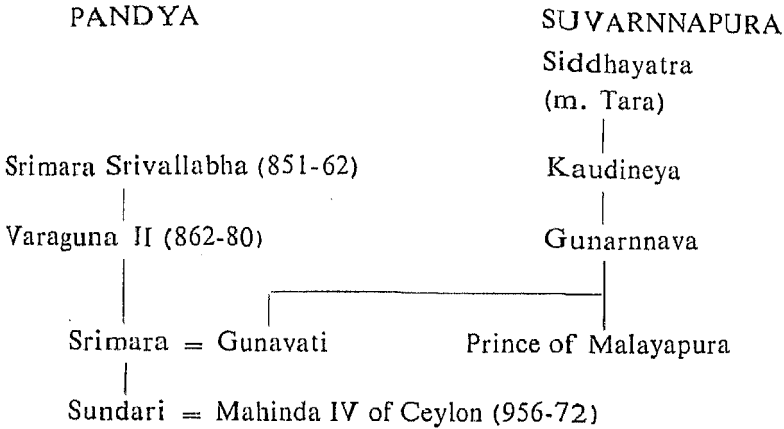 PANDYA SUVARNNAPURA
Siddhayatra
(m. Tara)
Srimara Srivallabha (851-62) Kaudineya
Varaguna II (862-80) Gunarnnava
Srimara = Gunavati Prince of Malayapura
Sundari = Mahinda IV of Ceylon (956-72)